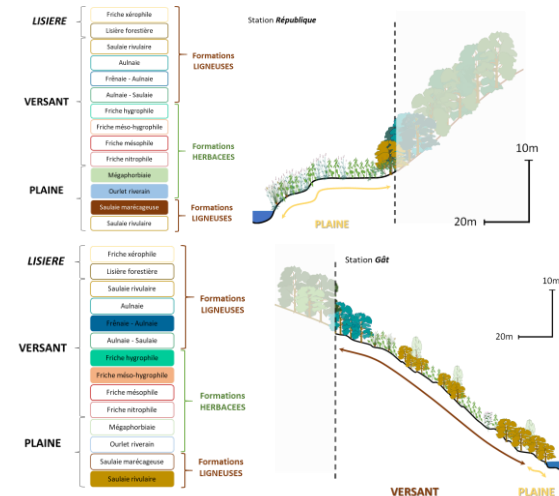 LISIERE
Friche xérophile
Lisière forestière
Saulaie rivulaire
Aulnaie
VERSANT
Frênaie - Aulnaie
Aulnaie - Saulaie
Friche hygrophile
Friche méso-hygrophile
Friche mésophile
Friche nitrophile
PLAINE
Mégaphorbiaie
Ourlet riverain
Saulaie marécageuse
Saulaie rivulaire
Formations
LIGNEUSES
Formations
HERBACEES
Formations
LIGNEUSES
Station République
10m
20m
PLAINE
LISIERE
Friche xérophile
Lisière forestière
Saulaie rivulaire
Aulnaie
Frênaie - Aulnaie
VERSANT
Aulnaie - Saulaie
Friche hygrophile
Friche méso-hygrophile
Friche mésophile
Friche nitrophile
PLAINE
Mégaphorbiaie
Ourlet riverain
Saulaie marécageuse
Saulaie rivulaire
Formations
LIGNEUSES
Formations
HERBACEES
Formations
LIGNEUSES
Station Gât
10m
20m
VERSANT
PLAINE